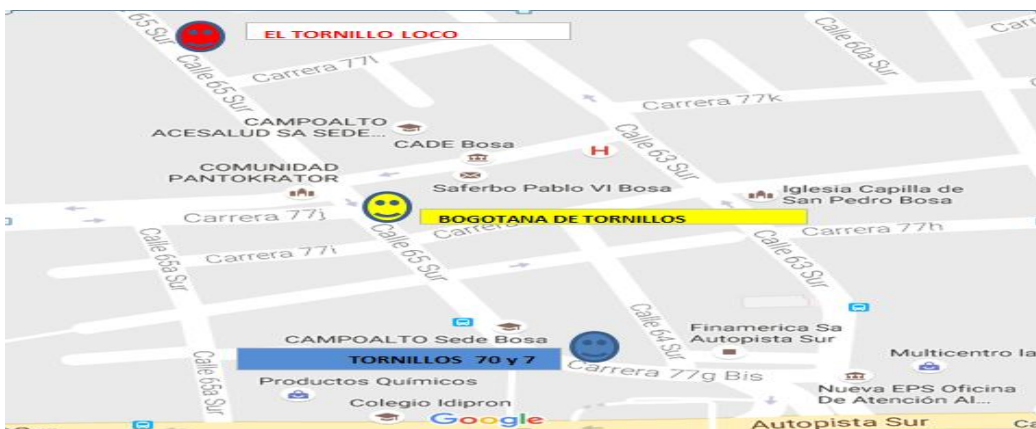 65 Sur
EL TORNILLO LOCO
Calle 65 Sur
Carrera 77l
Calle 60a Sur
Carrera 77k
CAMPOALTO
ACESALUD SA SEDE...
CADE Bosa
H
Calle 63 Sur
COMUNIDAD
PANTOKRATOR
Saferbo Pablo VI Bosa
Iglesia Capilla de
San Pedro Bosa
Carrera 77j
BOGOTANA DE TORNILLOS
Carrera 77h
Carrera 77i
Calle 65a Sur
Calle 65 Sur
Calle 63 Sur
CAMPOALTO Sede Bosa
Calle 64 Sur
Finamerica Sa
Autopista Sur
TORNILLOS 70 y 7
Carrera 77g Bis
Multicentro la
Calle 65a Sur
Productos Químicos
Nueva EPS Oficina
De Atención Al...
Colegio Idipron
Google
Autopista Sur